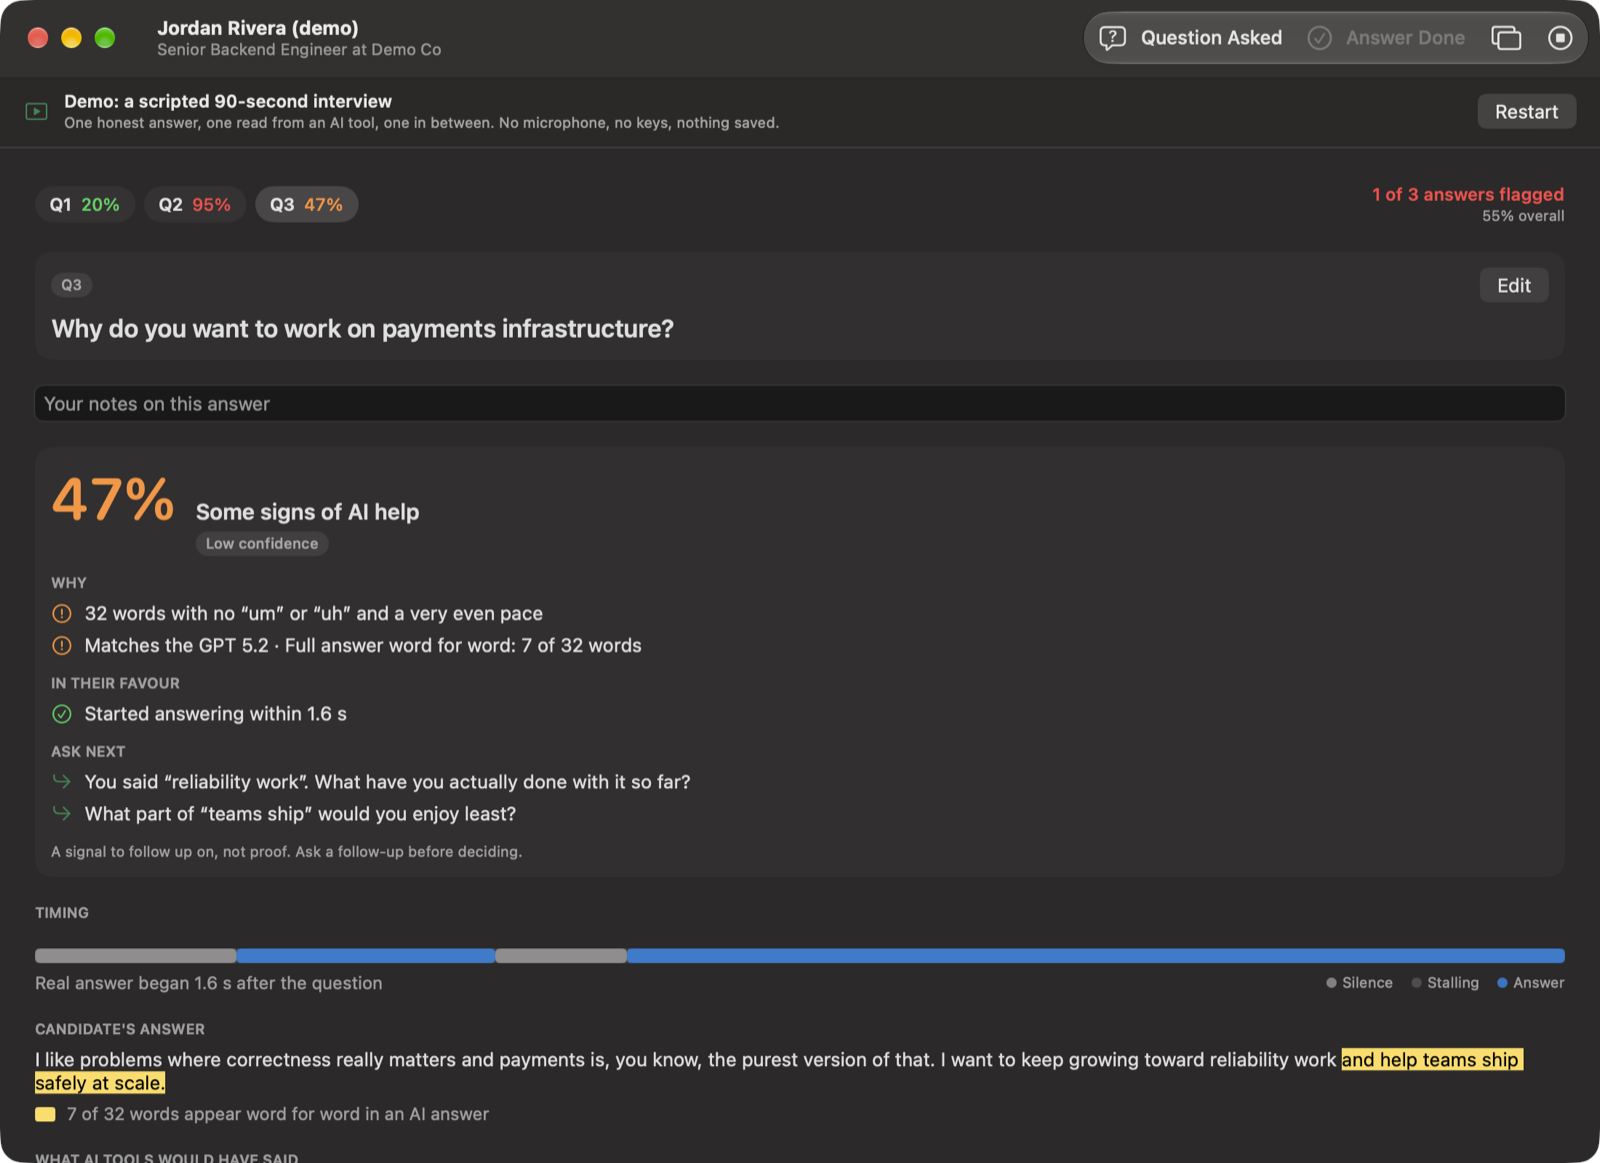 Jordan Rivera (demo)
Senior Backend Engineer at Demo Co
Question Asked
Answer Done
Demo: a scripted 90-second interview
One honest answer, one read from an AI tool, one in between. No microphone, no keys, nothing saved.
Restart
Q1 20%
Q2 95%
Q3 47%
1 of 3 answers flagged
55% overall
Q3
Edit
Why do you want to work on payments infrastructure?
Your notes on this answer
47%
Some signs of AI help
Low confidence
WHY
32 words with no “um” or “uh” and a very even pace
Matches the GPT 5.2 · Full answer word for word: 7 of 32 words
IN THEIR FAVOUR
Started answering within 1.6 s
ASK NEXT
You said “reliability work”. What have you actually done with it so far?
What part of “teams ship” would you enjoy least?
A signal to follow up on, not proof. Ask a follow-up before deciding.
TIMING
Real answer began 1.6 s after the question
Silence
Stalling
Answer
CANDIDATE'S ANSWER
I like problems where correctness really matters and payments is, you know, the purest version of that. I want to keep growing toward reliability work and help teams ship
safely at scale.
7 of 32 words appear word for word in an AI answer
WHAT AI TOOLS WOULD HAVE SAID